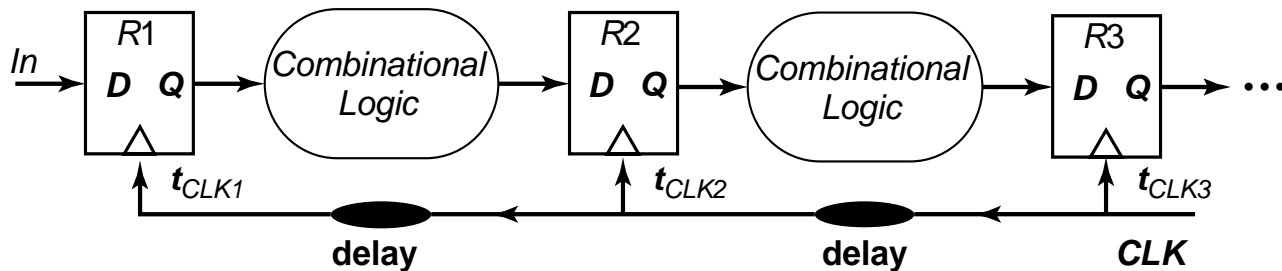 In
R1
D Q
Combinational
Logic
R2
D Q
Combinational
Logic
R3
D Q
•••
tCLK1
tCLK2
tCLK3
delay
delay
CLK